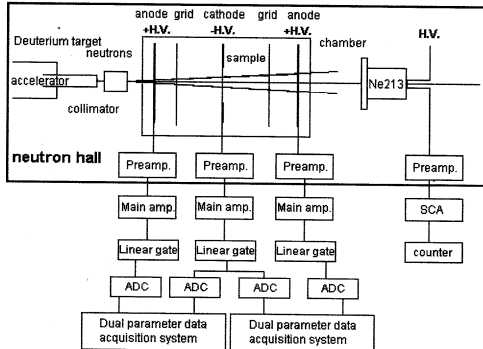 anode grid cathode grid anode
+H.V. -H.V. +H.V. chamber H.V.
Deuterium target
neutrons
sample
accelerator
Ne213
collimator
neutron hall
Preamp. Preamp. Preamp. Preamp.
Main amp. Main amp. Main amp. SCA
Linear gate Linear gate Linear gate counter
ADC ADC ADC ADC
Dual parameter data Dual parameter data
acquisition system acquisition system